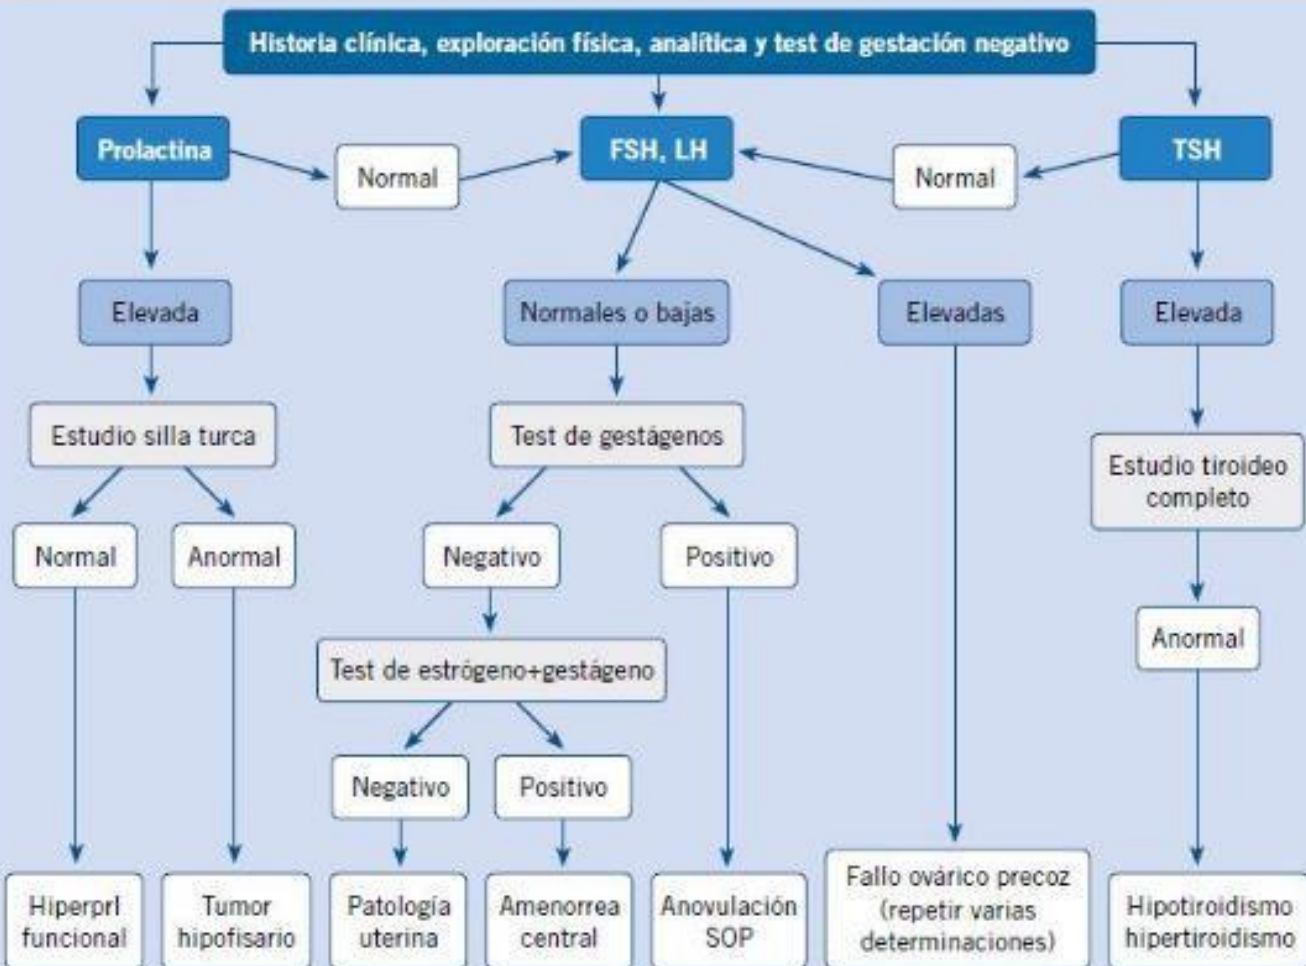 Historia clínica, exploración física, analítica y test de gestación negativo
Prolactina
Normal
FSH, LH
Normal
TSH
Elevada
Normales o bajas
Elevadas
Elevada
Estudio silla turca
Test de gestágenos
Estudio tiroideo
completo
Normal
Anormal
Negativo
Positivo
Anormal
Test de estrógeno+gestágeno
Negativo
Positivo
Hiperprl
funcional
Tumor
hipofisario
Patología
uterina
Amenorrea
central
Anovulación
SOP
Fallo ovárico precoz
(repetir varias
determinaciones)
Hipotiroidismo
hipertiroidismo